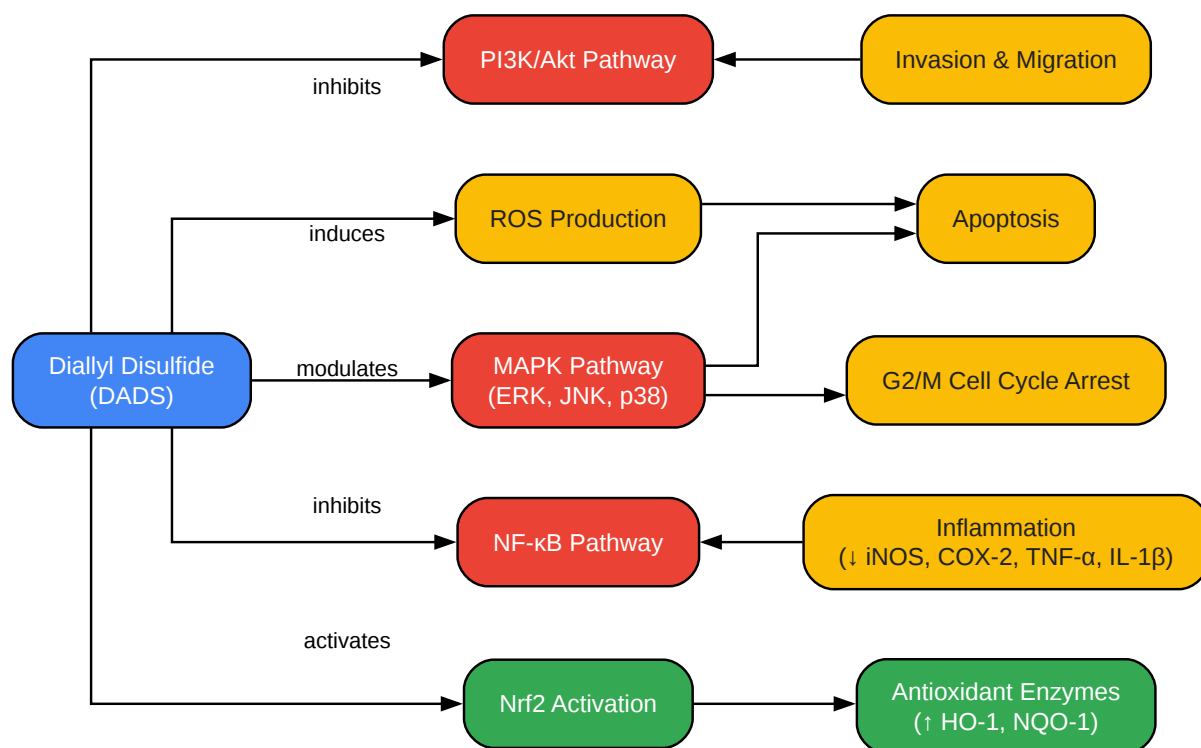 PI3K/Akt Pathway
Invasion & Migration
inhibits
ROS Production
Apoptosis
induces
Diallyl Disulfide
(DADS)
modulates
MAPK Pathway
(ERK, JNK, p38)
G2/M Cell Cycle Arrest
inhibits
NF-κB Pathway
Inflammation
(↓ iNOS, COX-2, TNF-α, IL-1β)
activates
Nrf2 Activation
Antioxidant Enzymes
(↑ HO-1, NQO-1)